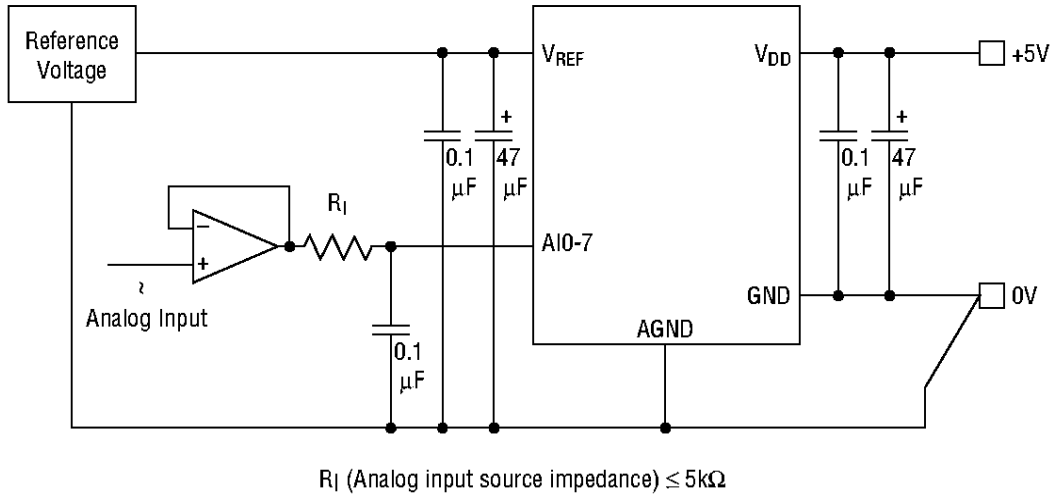 Reference
Voltage
VREF
VDD
+5V
+
0.1
μF
47
μF
+
0.1
μF
47
μF
RI
−
+
AI0-7
~
Analog Input
0.1
μF
GND
0V
AGND
RI (Analog input source impedance) ≤ 5kΩ